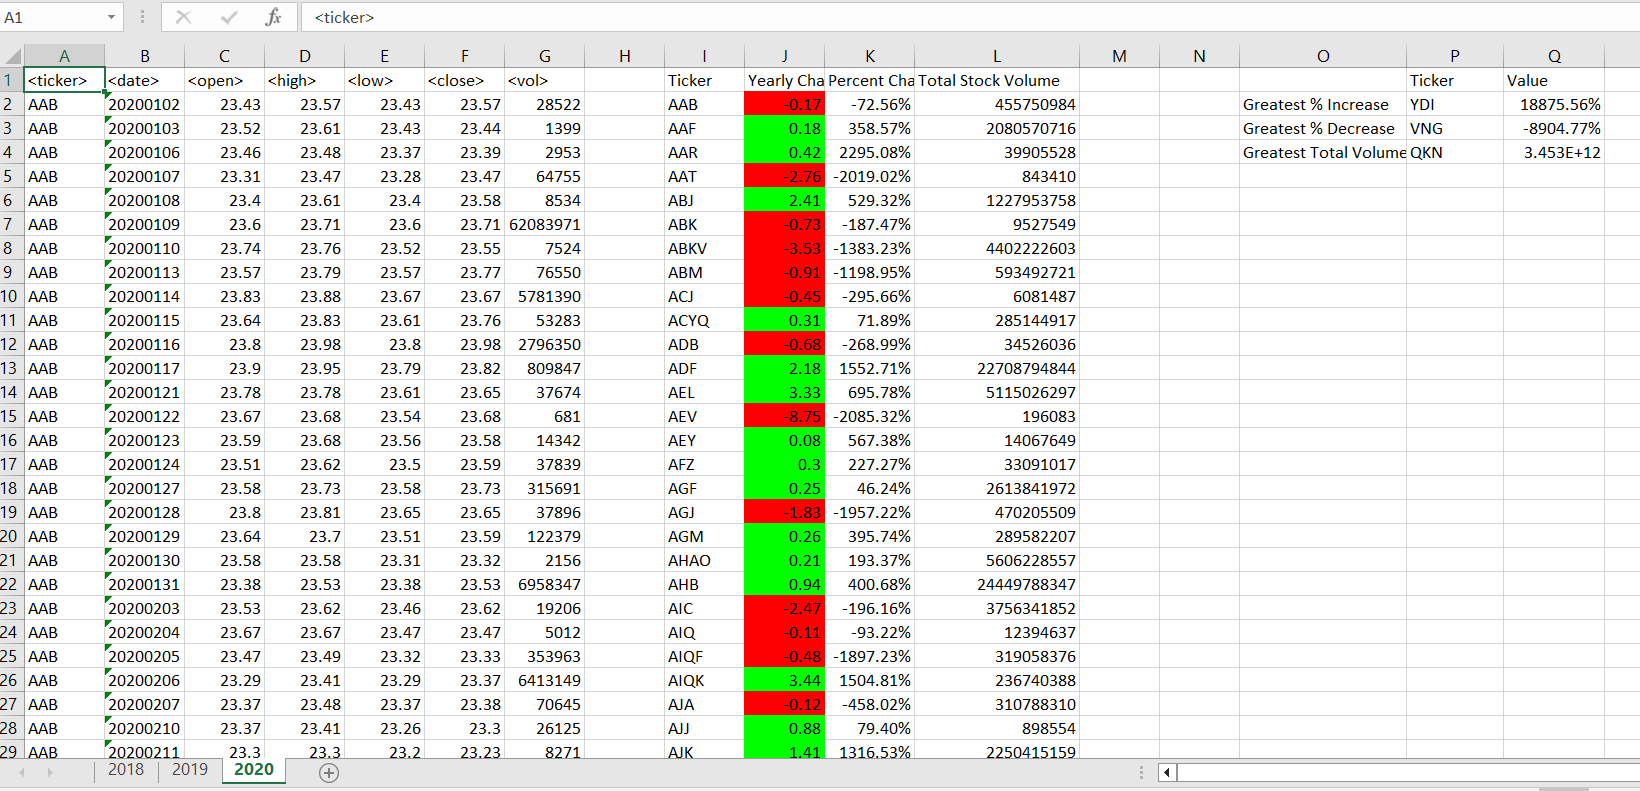 A1 fx <ticker>
A B C D E F G H I J K L M N O P Q
1 <ticker> <date> <open> <high> <low> <close> <vol> Ticker Yearly Cha Percent Cha Total Stock Volume Ticker Value
2 AAB 20200102 23.43 23.57 23.43 23.57 28522 AAB -0.17 -72.56% 455750984 Greatest % Increase YDI 18875.56%
3 AAB 20200103 23.52 23.61 23.43 23.44 1399 AAF 0.18 358.57% 2080570716 Greatest % Decrease VNG -8904.77%
4 AAB 20200106 23.46 23.48 23.37 23.39 2953 AAR 0.42 2295.08% 39905528 Greatest Total Volume QKN 3.453E+12
5 AAB 20200107 23.31 23.47 23.28 23.47 64755 AAT -2.76 -2019.02% 843410
6 AAB 20200108 23.4 23.61 23.4 23.58 8534 ABJ 2.41 529.32% 1227953758
7 AAB 20200109 23.6 23.71 23.6 23.71 62083971 ABK -0.73 -187.47% 9527549
8 AAB 20200110 23.74 23.76 23.52 23.55 7524 ABKV -3.53 -1383.23% 4402222603
9 AAB 20200113 23.57 23.79 23.57 23.77 76550 ABM -0.91 -1198.95% 593492721
10 AAB 20200114 23.83 23.88 23.67 23.67 5781390 ACJ -0.45 -295.66% 6081487
11 AAB 20200115 23.64 23.83 23.61 23.76 53283 ACYQ 0.31 71.89% 285144917
12 AAB 20200116 23.8 23.98 23.8 23.98 2796350 ADB -0.68 -268.99% 34526036
13 AAB 20200117 23.9 23.95 23.79 23.82 809847 ADF 2.18 1552.71% 22708794844
14 AAB 20200121 23.78 23.78 23.61 23.65 37674 AEL 3.33 695.78% 5115026297
15 AAB 20200122 23.67 23.68 23.54 23.68 681 AEV -8.75 -2085.32% 196083
16 AAB 20200123 23.59 23.68 23.56 23.58 14342 AEY 0.08 567.38% 14067649
17 AAB 20200124 23.51 23.62 23.5 23.59 37839 AFZ 0.3 227.27% 33091017
18 AAB 20200127 23.58 23.73 23.58 23.73 315691 AGF 0.25 46.24% 2613841972
19 AAB 20200128 23.8 23.81 23.65 23.65 37896 AGJ -1.83 -1957.22% 470205509
20 AAB 20200129 23.64 23.7 23.51 23.59 122379 AGM 0.26 395.74% 289582207
21 AAB 20200130 23.58 23.58 23.31 23.32 2156 AHAO 0.21 193.37% 5606228557
22 AAB 20200131 23.38 23.53 23.38 23.53 6958347 AHB 0.94 400.68% 24449788347
23 AAB 20200203 23.53 23.62 23.46 23.62 19206 AIC -2.47 -196.16% 3756341852
24 AAB 20200204 23.67 23.67 23.47 23.47 5012 AIQ -0.11 -93.22% 12394637
25 AAB 20200205 23.47 23.49 23.32 23.33 353963 AIQF -0.48 -1897.23% 319058376
26 AAB 20200206 23.29 23.41 23.29 23.37 6413149 AIQK 3.44 1504.81% 236740388
27 AAB 20200207 23.37 23.48 23.37 23.38 70645 AJA -0.12 -458.02% 310788310
28 AAB 20200210 23.37 23.41 23.26 23.3 26125 AJJ 0.88 79.40% 898554
29 AAB 20200211 23.3 23.3 23.2 23.23 8271 AJK 1.41 1316.53% 2250415159
2018 2019 2020